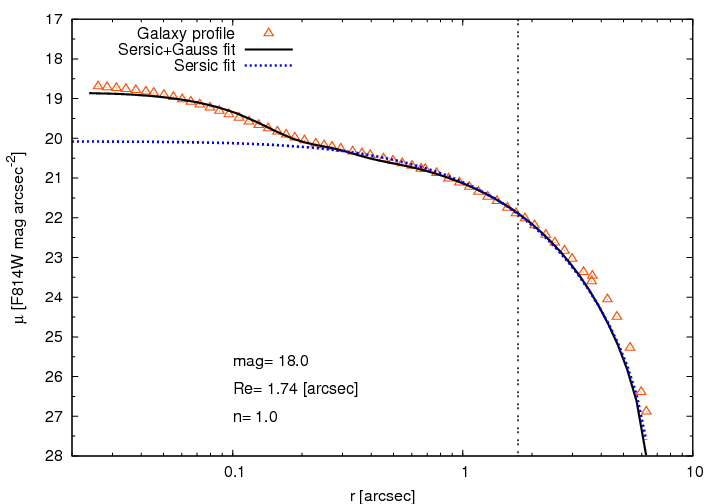 Galaxy profile
Sersic+Gauss fit
Sersic fit
17
18
19
20
21
22
23
24
25
26
27
28
μ [F814W mag arcsec⁻²]
mag= 18.0
Re= 1.74 [arcsec]
n= 1.0
0.1 1 10
r [arcsec]